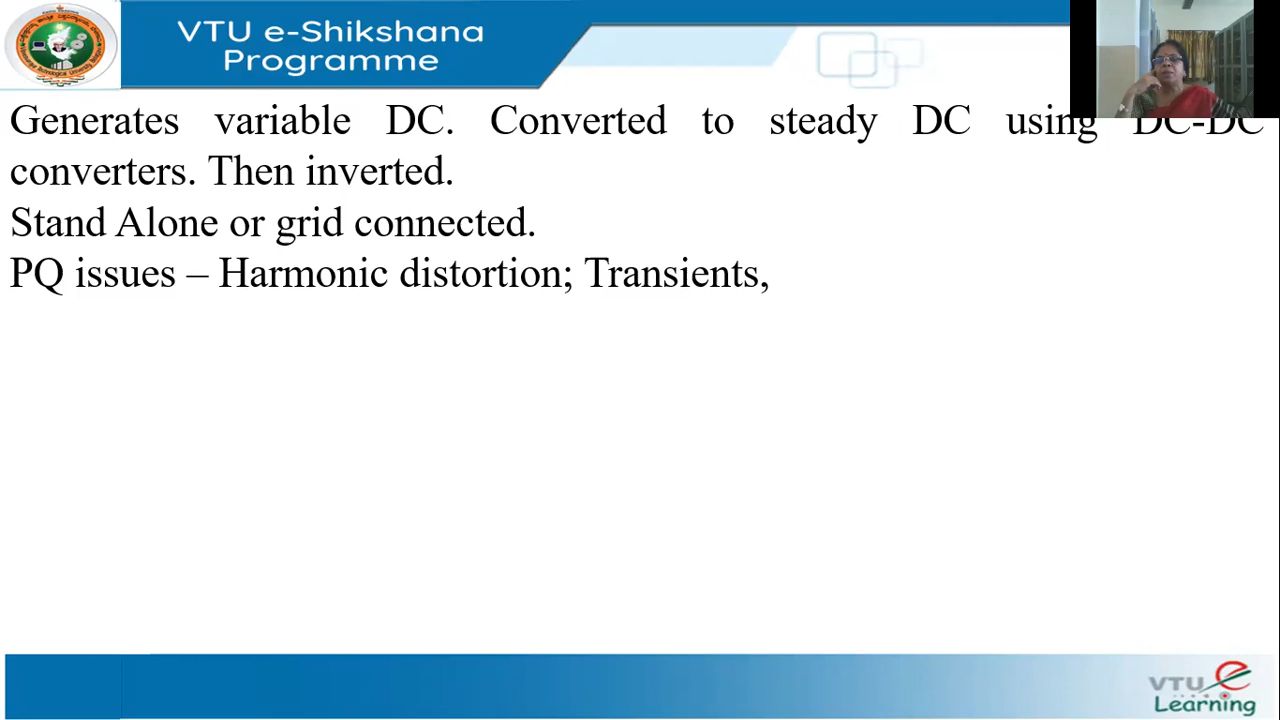 VTU e-Shikshana
Programme
Generates variable DC. Converted to steady DC using DC-DC
converters. Then inverted.
Stand Alone or grid connected.
PQ issues – Harmonic distortion; Transients,
VTU e
Learning